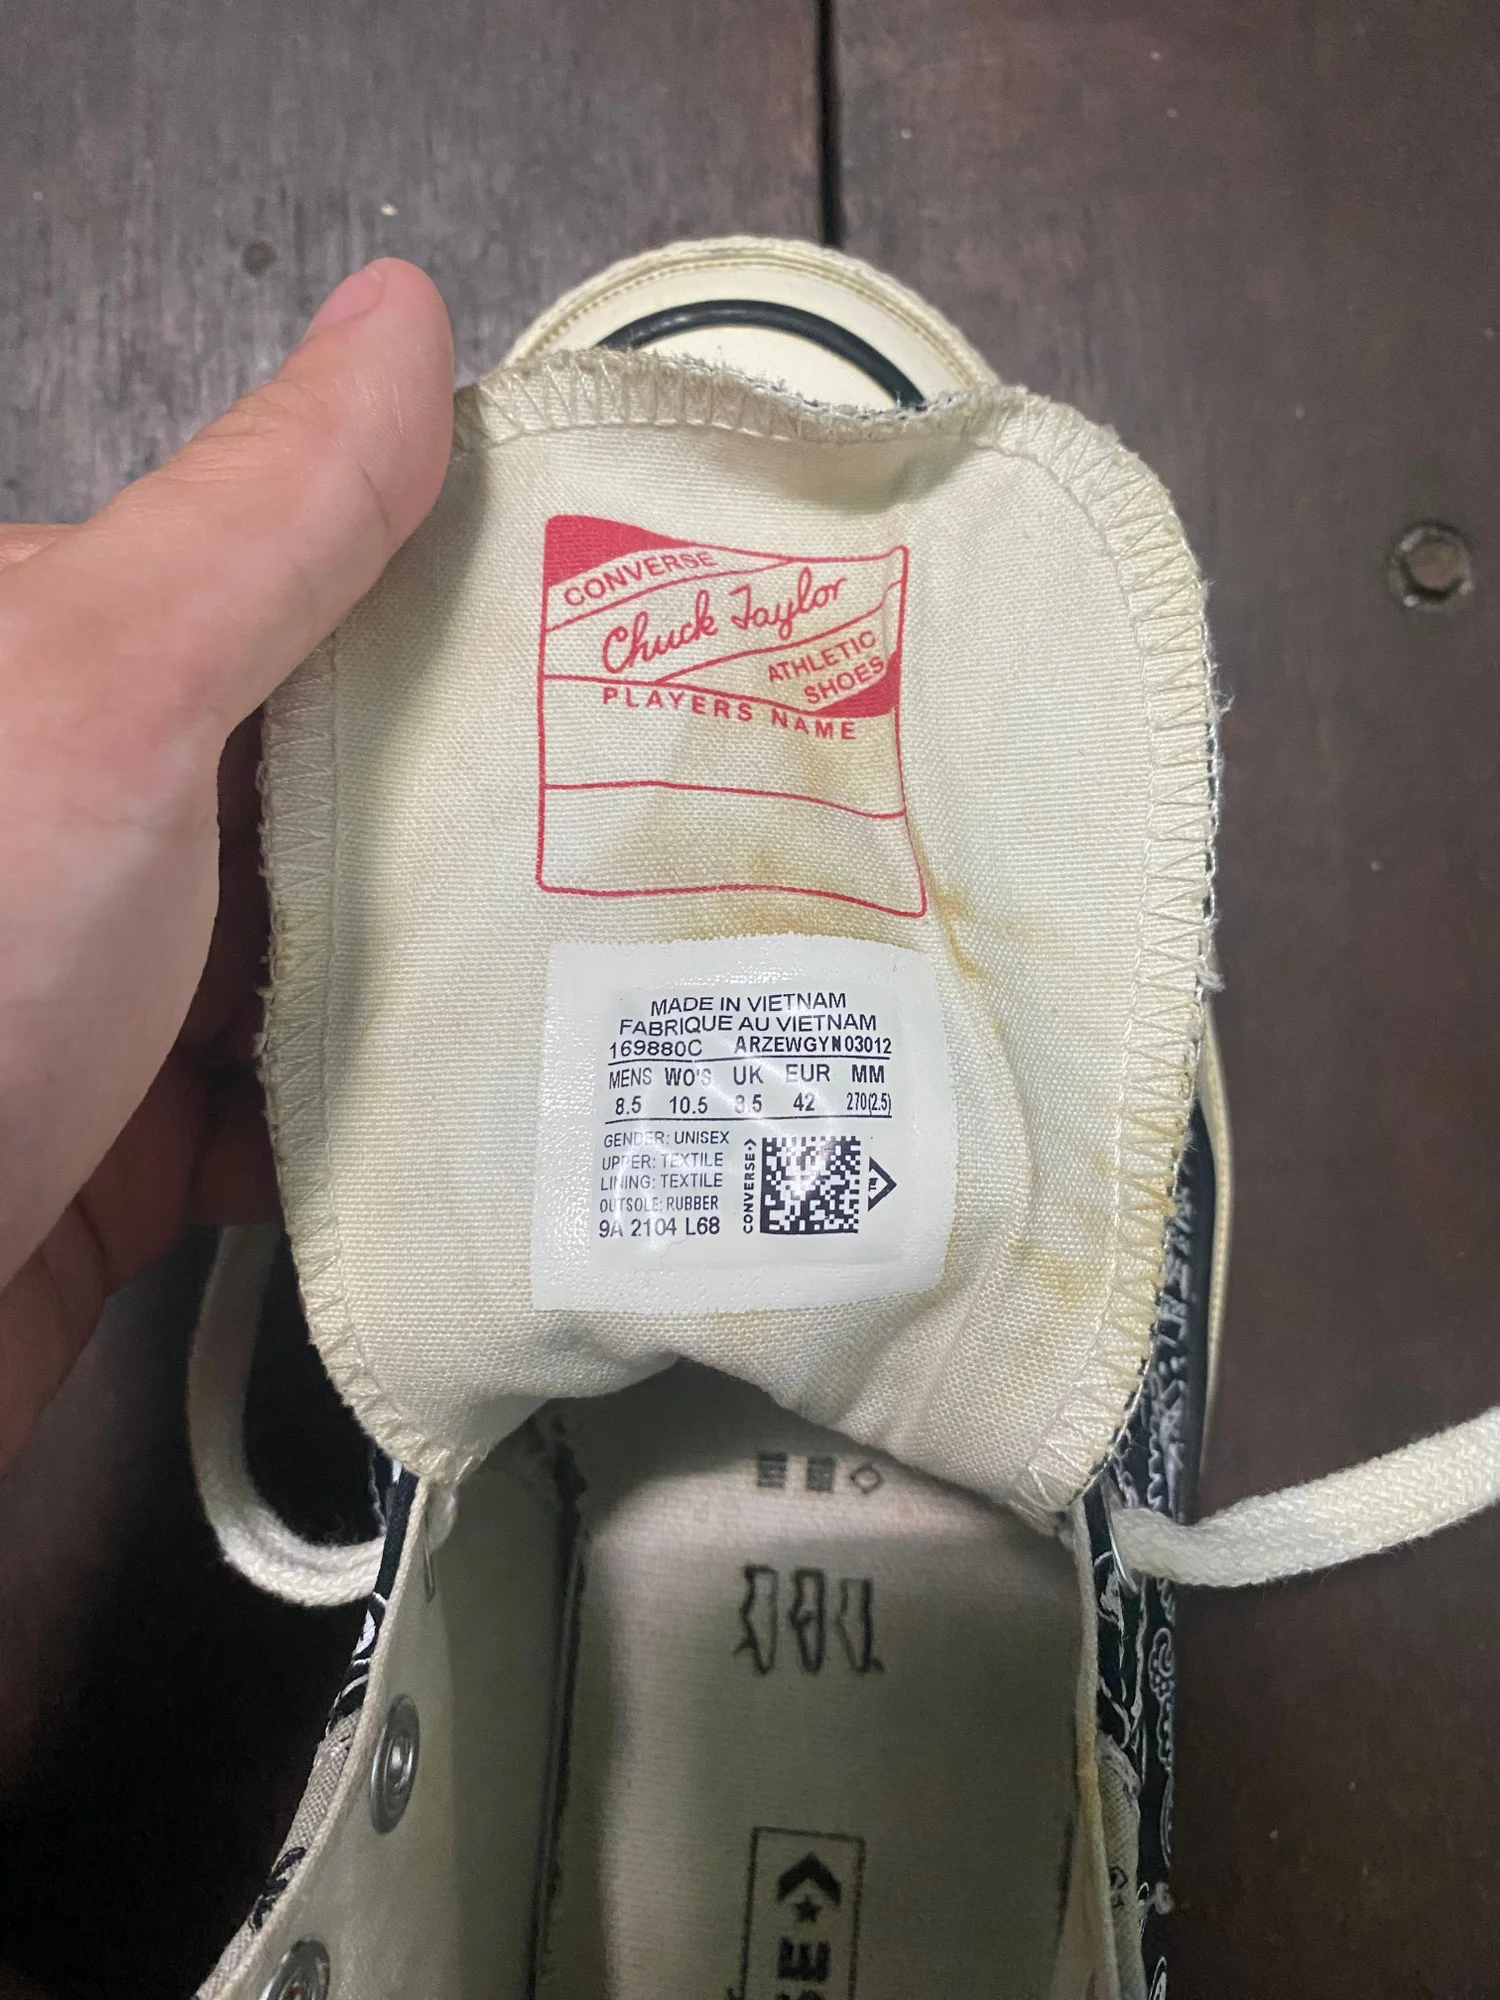 CONVERSE
Chuck Taylor
ATHLETIC
SHOES
PLAYERS NAME
MADE IN VIETNAM
FABRIQUE AU VIETNAM
169880C ARZEWGYN03012
MENS WO'S UK EUR MM
8.5 10.5 8.5 42 270(2.5)
GENDER: UNISEX
UPPER: TEXTILE
LINING: TEXTILE
OUTSOLE: RUBBER
9A 2104 L68
CONVERSE